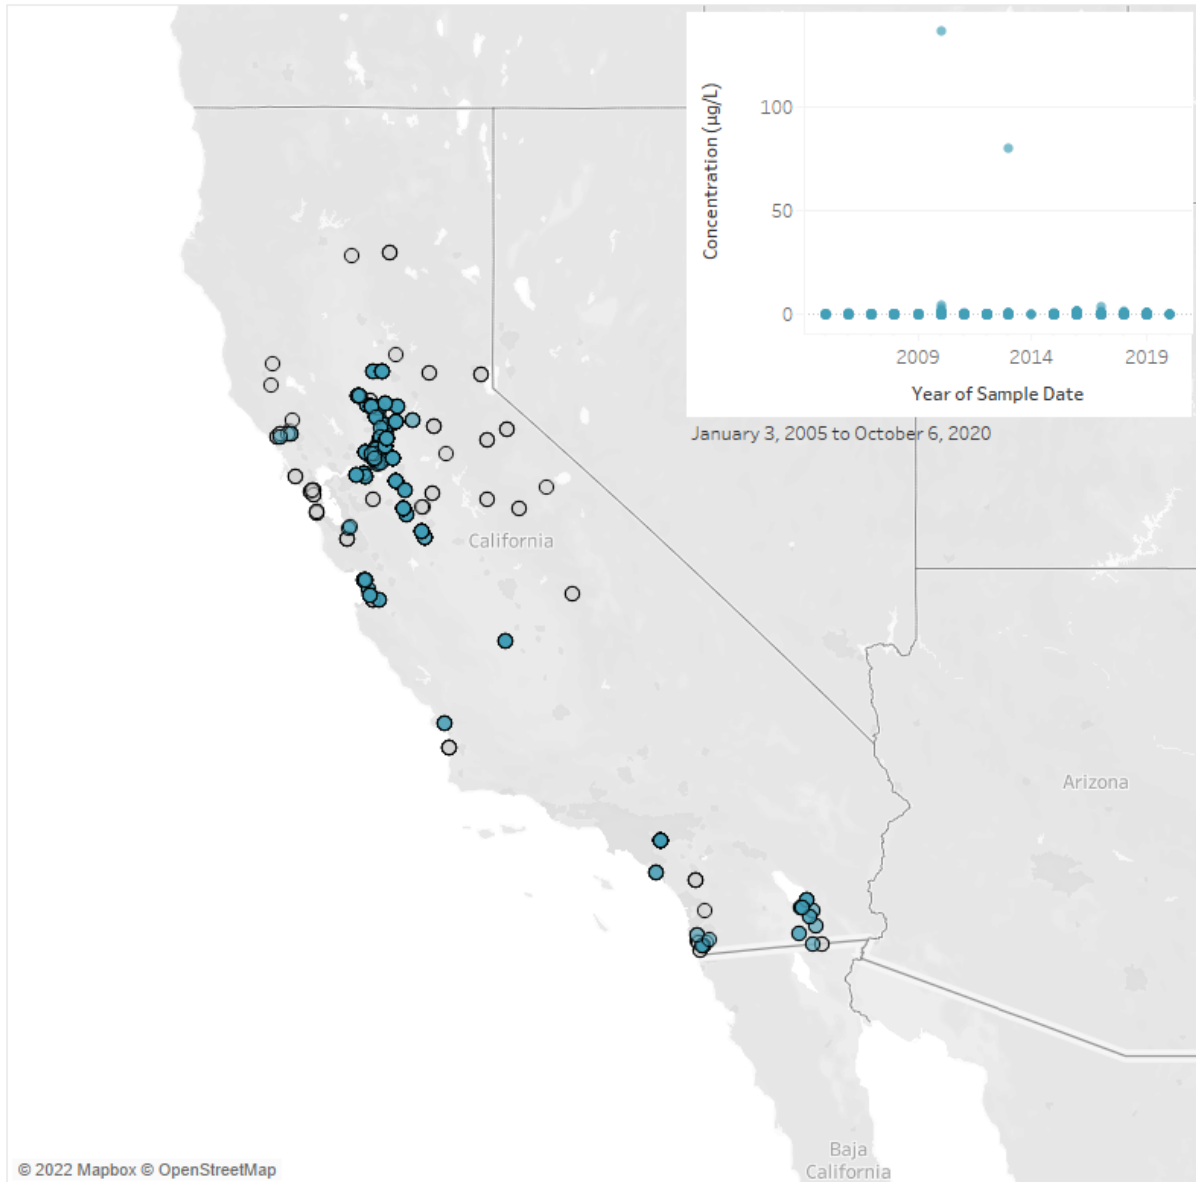 Concentration (µg/L)
100
50
0
2009
2014
2019
Year of Sample Date
January 3, 2005 to October 6, 2020
California
Arizona
Baja
California
© 2022 Mapbox © OpenStreetMap